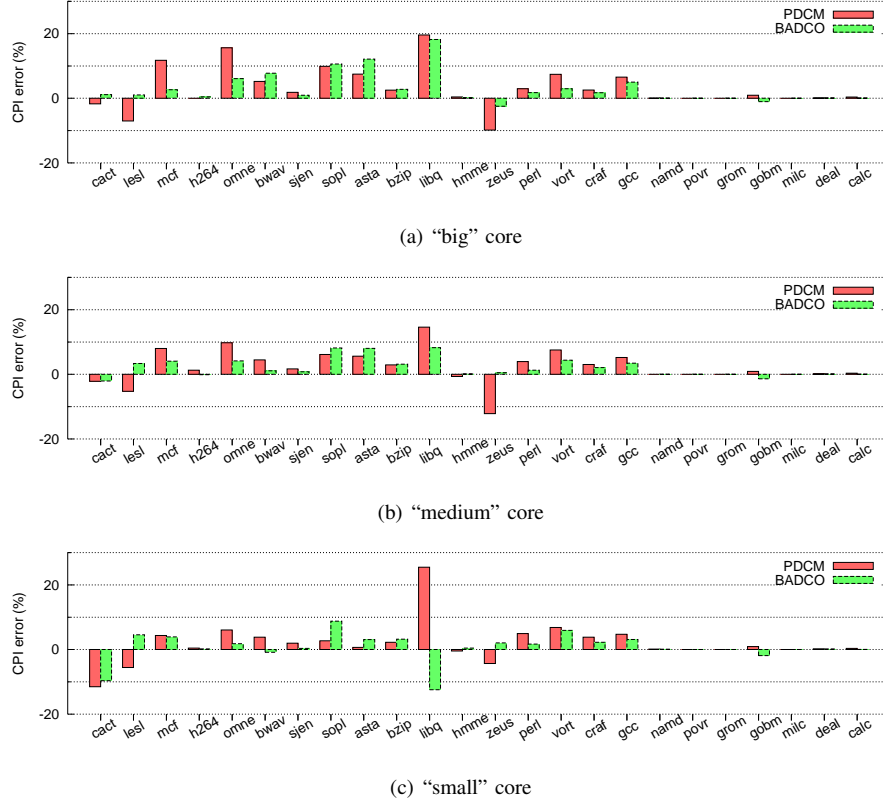 PDCM
BADCO
CPI error (%)
20
0
-20
cact lesl mcf h264 omne bwav sjen sopl asta bzip libq hmme zeus perl vort craf gcc namd povr grom gobm milc deal calc
(a) “big” core
PDCM
BADCO
CPI error (%)
20
0
-20
cact lesl mcf h264 omne bwav sjen sopl asta bzip libq hmme zeus perl vort craf gcc namd povr grom gobm milc deal calc
(b) “medium” core
PDCM
BADCO
CPI error (%)
20
0
-20
cact lesl mcf h264 omne bwav sjen sopl asta bzip libq hmme zeus perl vort craf gcc namd povr grom gobm milc deal calc
(c) “small” core